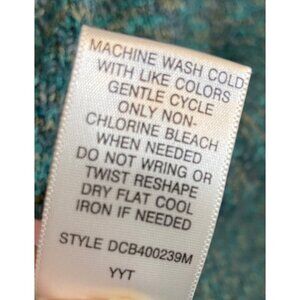 MACHINE WASH COLD
WITH LIKE COLORS
GENTLE CYCLE
ONLY NON-
CHLORINE BLEACH
WHEN NEEDED
DO NOT WRING OR
TWIST RESHAPE
DRY FLAT COOL
IRON IF NEEDED
STYLE DCB400239M
YYT